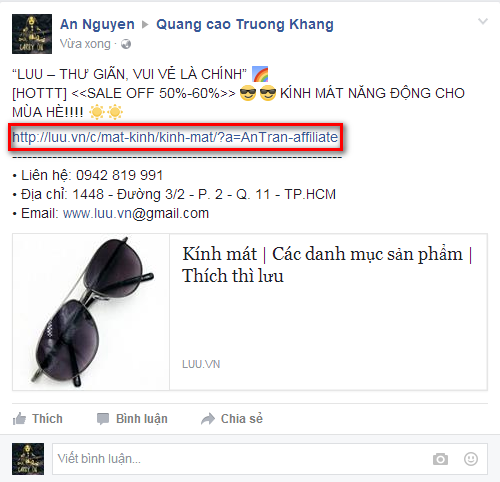 An Nguyen ▸ Quang cao Truong Khang
Vừa xong ·
“LUU – THƯ GIÃN, VUI VẺ LÀ CHÍNH” 🌈
[HOTTT] <<SALE OFF 50%-60%>> 😎😎 KÍNH MÁT NĂNG ĐỘNG CHO
MÙA HÈ!!!! ☀☀
http://luu.vn/c/mat-kinh/kinh-mat/?a=AnTran-affiliate
----------------------------------------------------------------
• Liên hệ: 0942 819 991
• Địa chỉ: 1448 - Đường 3/2 - P. 2 - Q. 11 - TP.HCM
• Email: www.luu.vn@gmail.com
Kính mát | Các danh mục sản phẩm |
Thích thì lưu
LUU.VN
Thích Bình luận Chia sẻ
Viết bình luận...